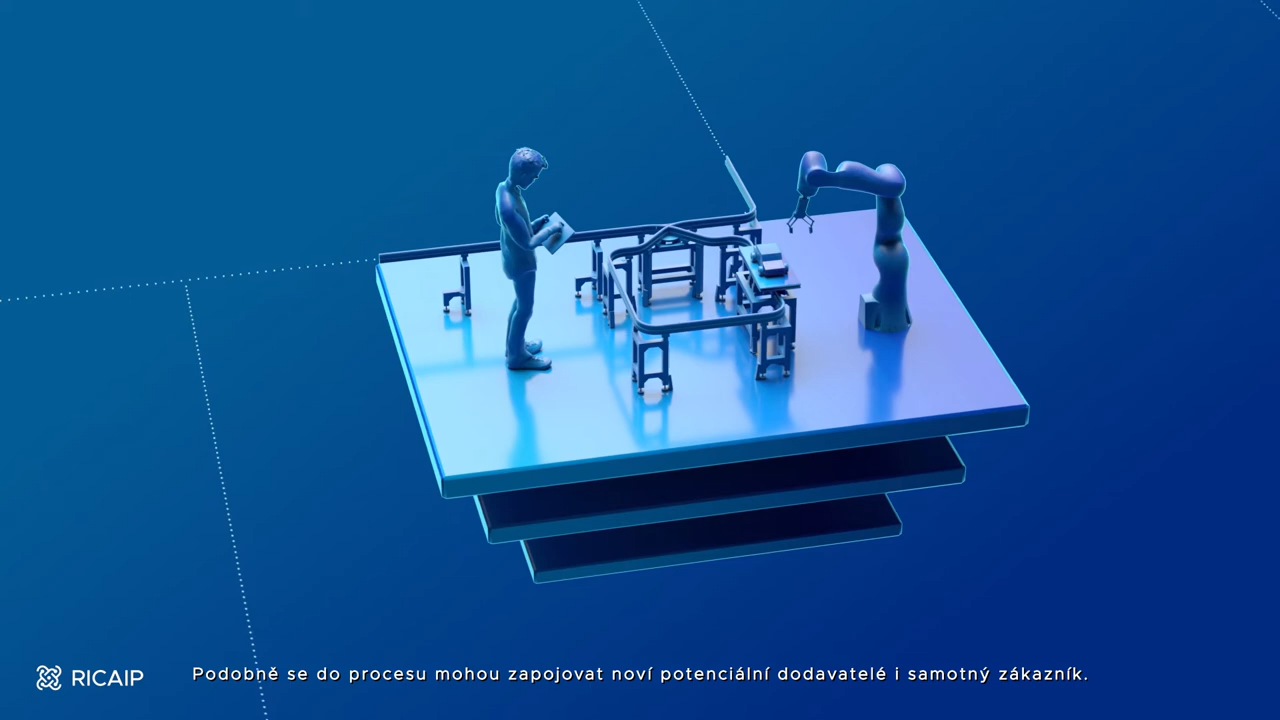 RICAIP
Podobně se do procesu mohou zapojovat noví potenciální dodavatelé i samotný zákazník.